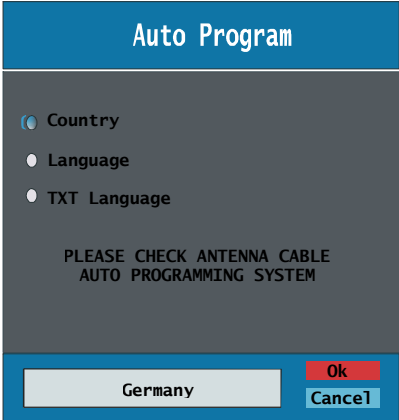 Auto Program
Country
Language
TXT Language
PLEASE CHECK ANTENNA CABLE
AUTO PROGRAMMING SYSTEM
Germany
Ok
Cancel